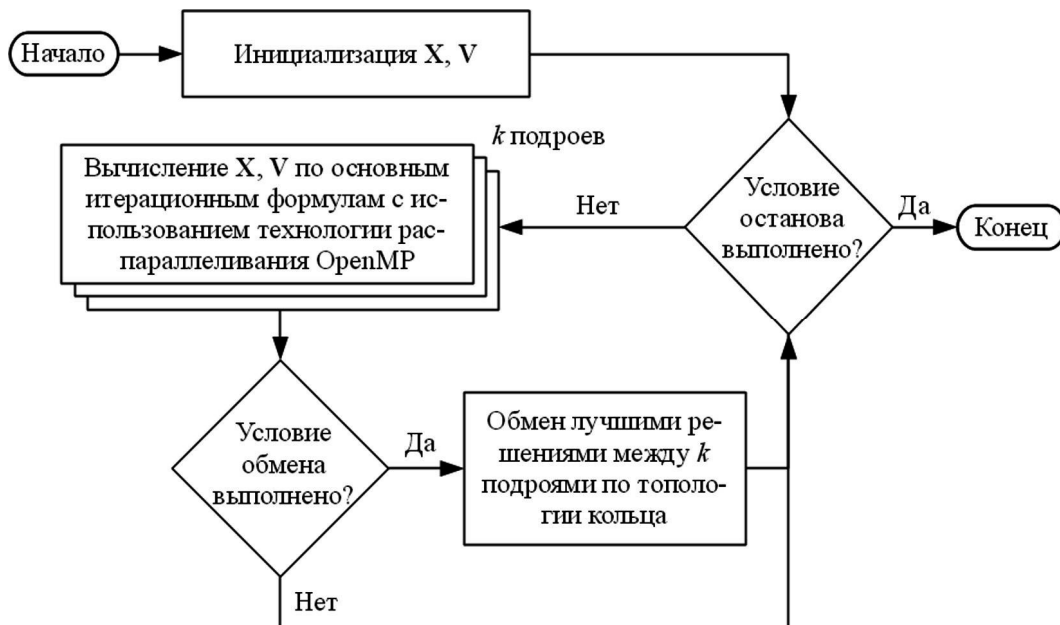 Начало
Инициализация X, V
k подроев
Вычисление X, V по основным
итерационным формулам с ис-
пользованием технологии рас-
параллеливания OpenMP
Нет
Условие
останова
выполнено?
Да
Конец
Условие
обмена
выполнено?
Да
Обмен лучшими ре-
шениями между k
подроями по тополо-
гии кольца
Нет